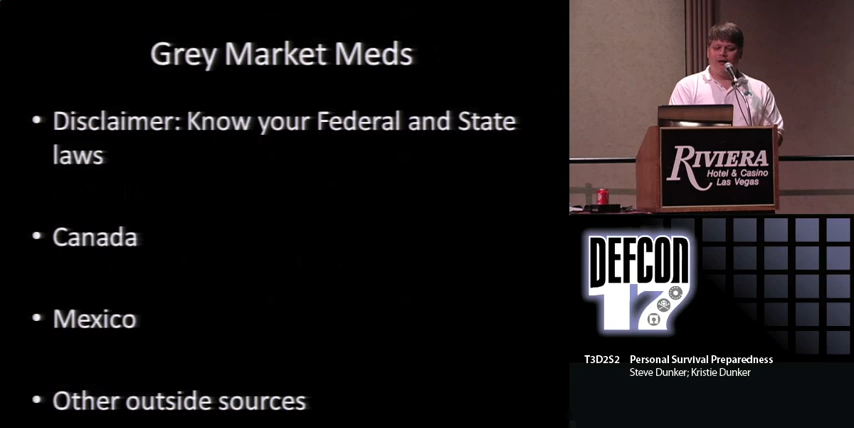 Grey Market Meds
• Disclaimer: Know your Federal and State
laws
• Canada
• Mexico
• Other outside sources
RIVIERA
Hotel & Casino
Las Vegas
DEFCON
17
T3D2S2 Personal Survival Preparedness
Steve Dunker; Kristie Dunker